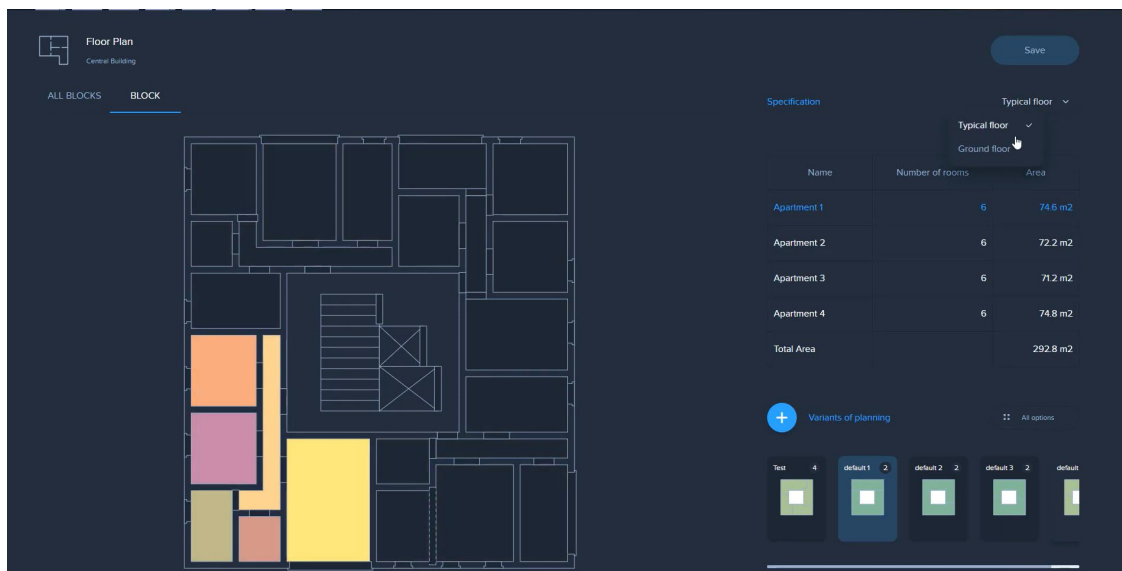 Floor Plan
Central Building
Save
ALL BLOCKS BLOCK
Specification Typical floor
Typical floor
Ground floor
Name Number of rooms Area
Apartment 1 6 74.6 m2
Apartment 2 6 72.2 m2
Apartment 3 6 71.2 m2
Apartment 4 6 74.8 m2
Total Area 292.8 m2
+ Variants of planning All options
Test 4 default 1 2 default 2 2 default 3 2 default